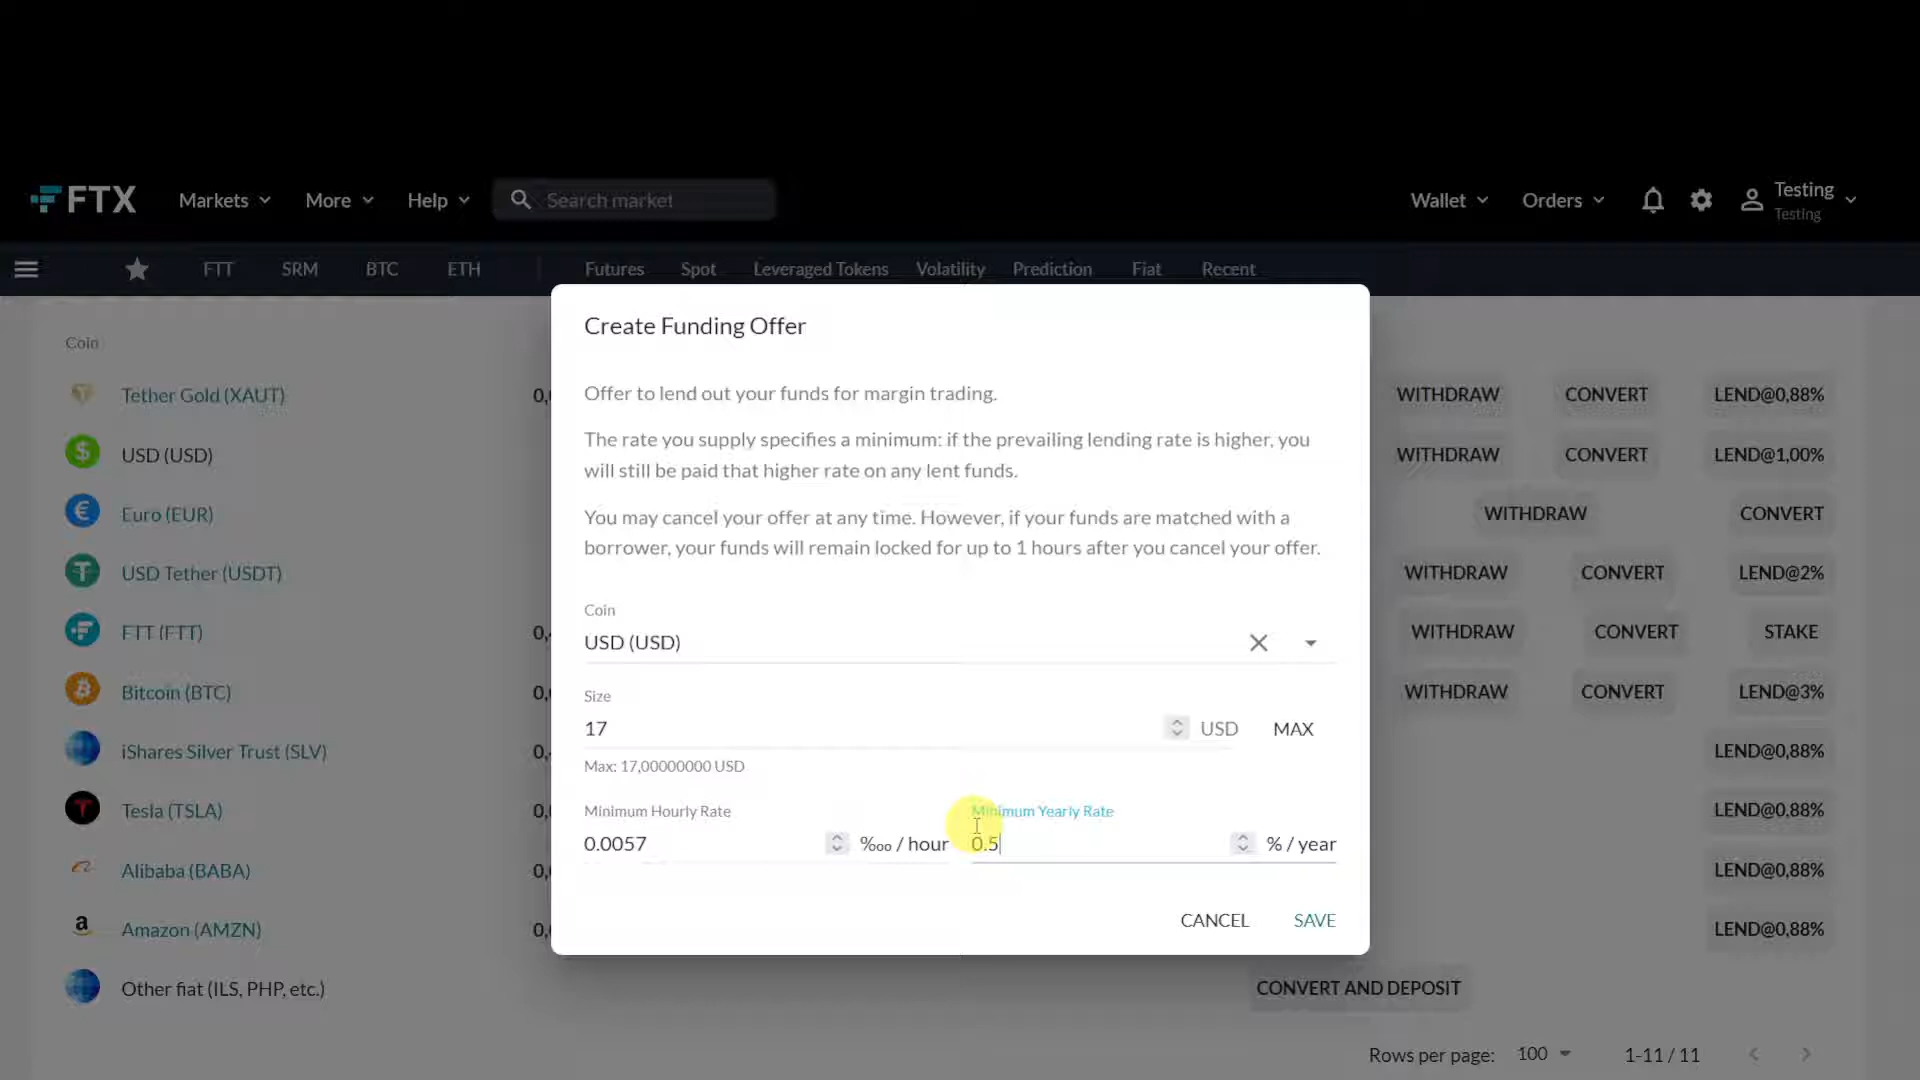 FTX Markets More Help Search market Wallet Orders Testing
Testing
FTT SRM BTC ETH Futures Spot Leveraged Tokens Volatility Prediction Fiat Recent
Coin
Tether Gold (XAUT) 0, WITHDRAW CONVERT LEND@0,88%
USD (USD) WITHDRAW CONVERT LEND@1,00%
Euro (EUR) WITHDRAW CONVERT
USD Tether (USDT) WITHDRAW CONVERT LEND@2%
FTT (FTT) 0, WITHDRAW CONVERT STAKE
Bitcoin (BTC) 0, WITHDRAW CONVERT LEND@3%
iShares Silver Trust (SLV) 0, LEND@0,88%
Tesla (TSLA) 0, LEND@0,88%
Alibaba (BABA) 0, LEND@0,88%
Amazon (AMZN) 0, LEND@0,88%
Other fiat (ILS, PHP, etc.) CONVERT AND DEPOSIT
Rows per page: 100 1-11 / 11
Create Funding Offer
Offer to lend out your funds for margin trading.
The rate you supply specifies a minimum: if the prevailing lending rate is higher, you
will still be paid that higher rate on any lent funds.
You may cancel your offer at any time. However, if your funds are matched with a
borrower, your funds will remain locked for up to 1 hours after you cancel your offer.
Coin
USD (USD)
Size
17 USD MAX
Max: 17,00000000 USD
Minimum Hourly Rate Minimum Yearly Rate
0.0057 %oo / hour 0.5 % / year
CANCEL SAVE